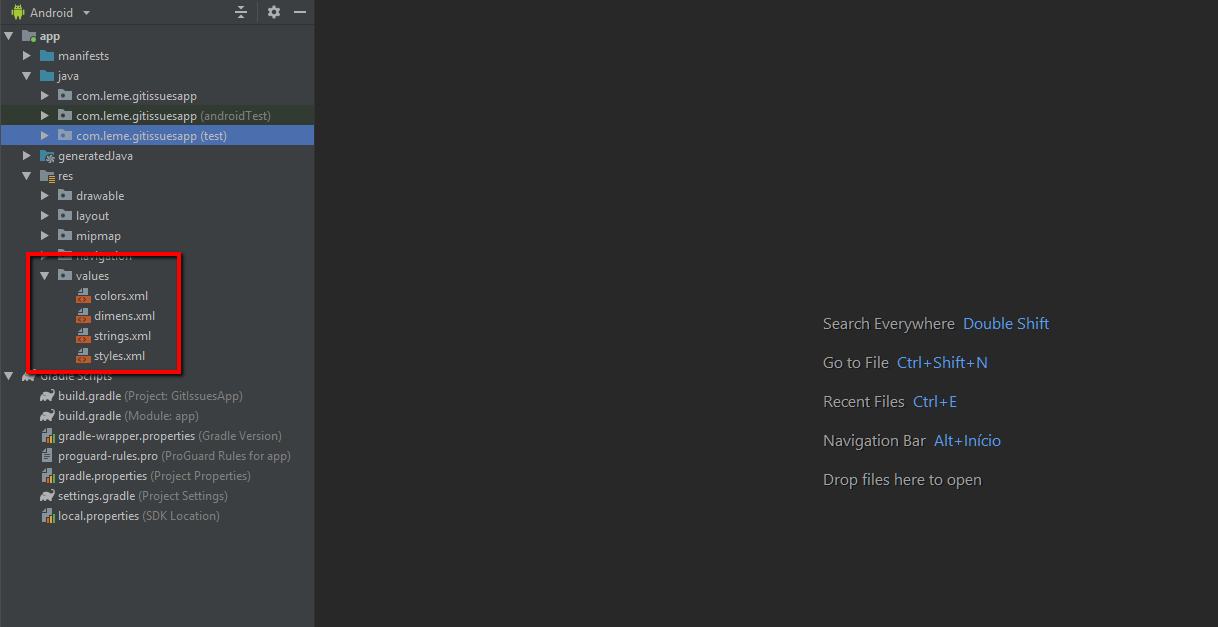 Android
app
manifests
java
com.leme.gitissuesapp
com.leme.gitissuesapp (androidTest)
com.leme.gitissuesapp (test)
generatedJava
res
drawable
layout
mipmap
navigation
values
colors.xml
dimens.xml
strings.xml
styles.xml
Gradle Scripts
build.gradle (Project: GitIssuesApp)
build.gradle (Module: app)
gradle-wrapper.properties (Gradle Version)
proguard-rules.pro (ProGuard Rules for app)
gradle.properties (Project Properties)
settings.gradle (Project Settings)
local.properties (SDK Location)
Search Everywhere Double Shift
Go to File Ctrl+Shift+N
Recent Files Ctrl+E
Navigation Bar Alt+Início
Drop files here to open